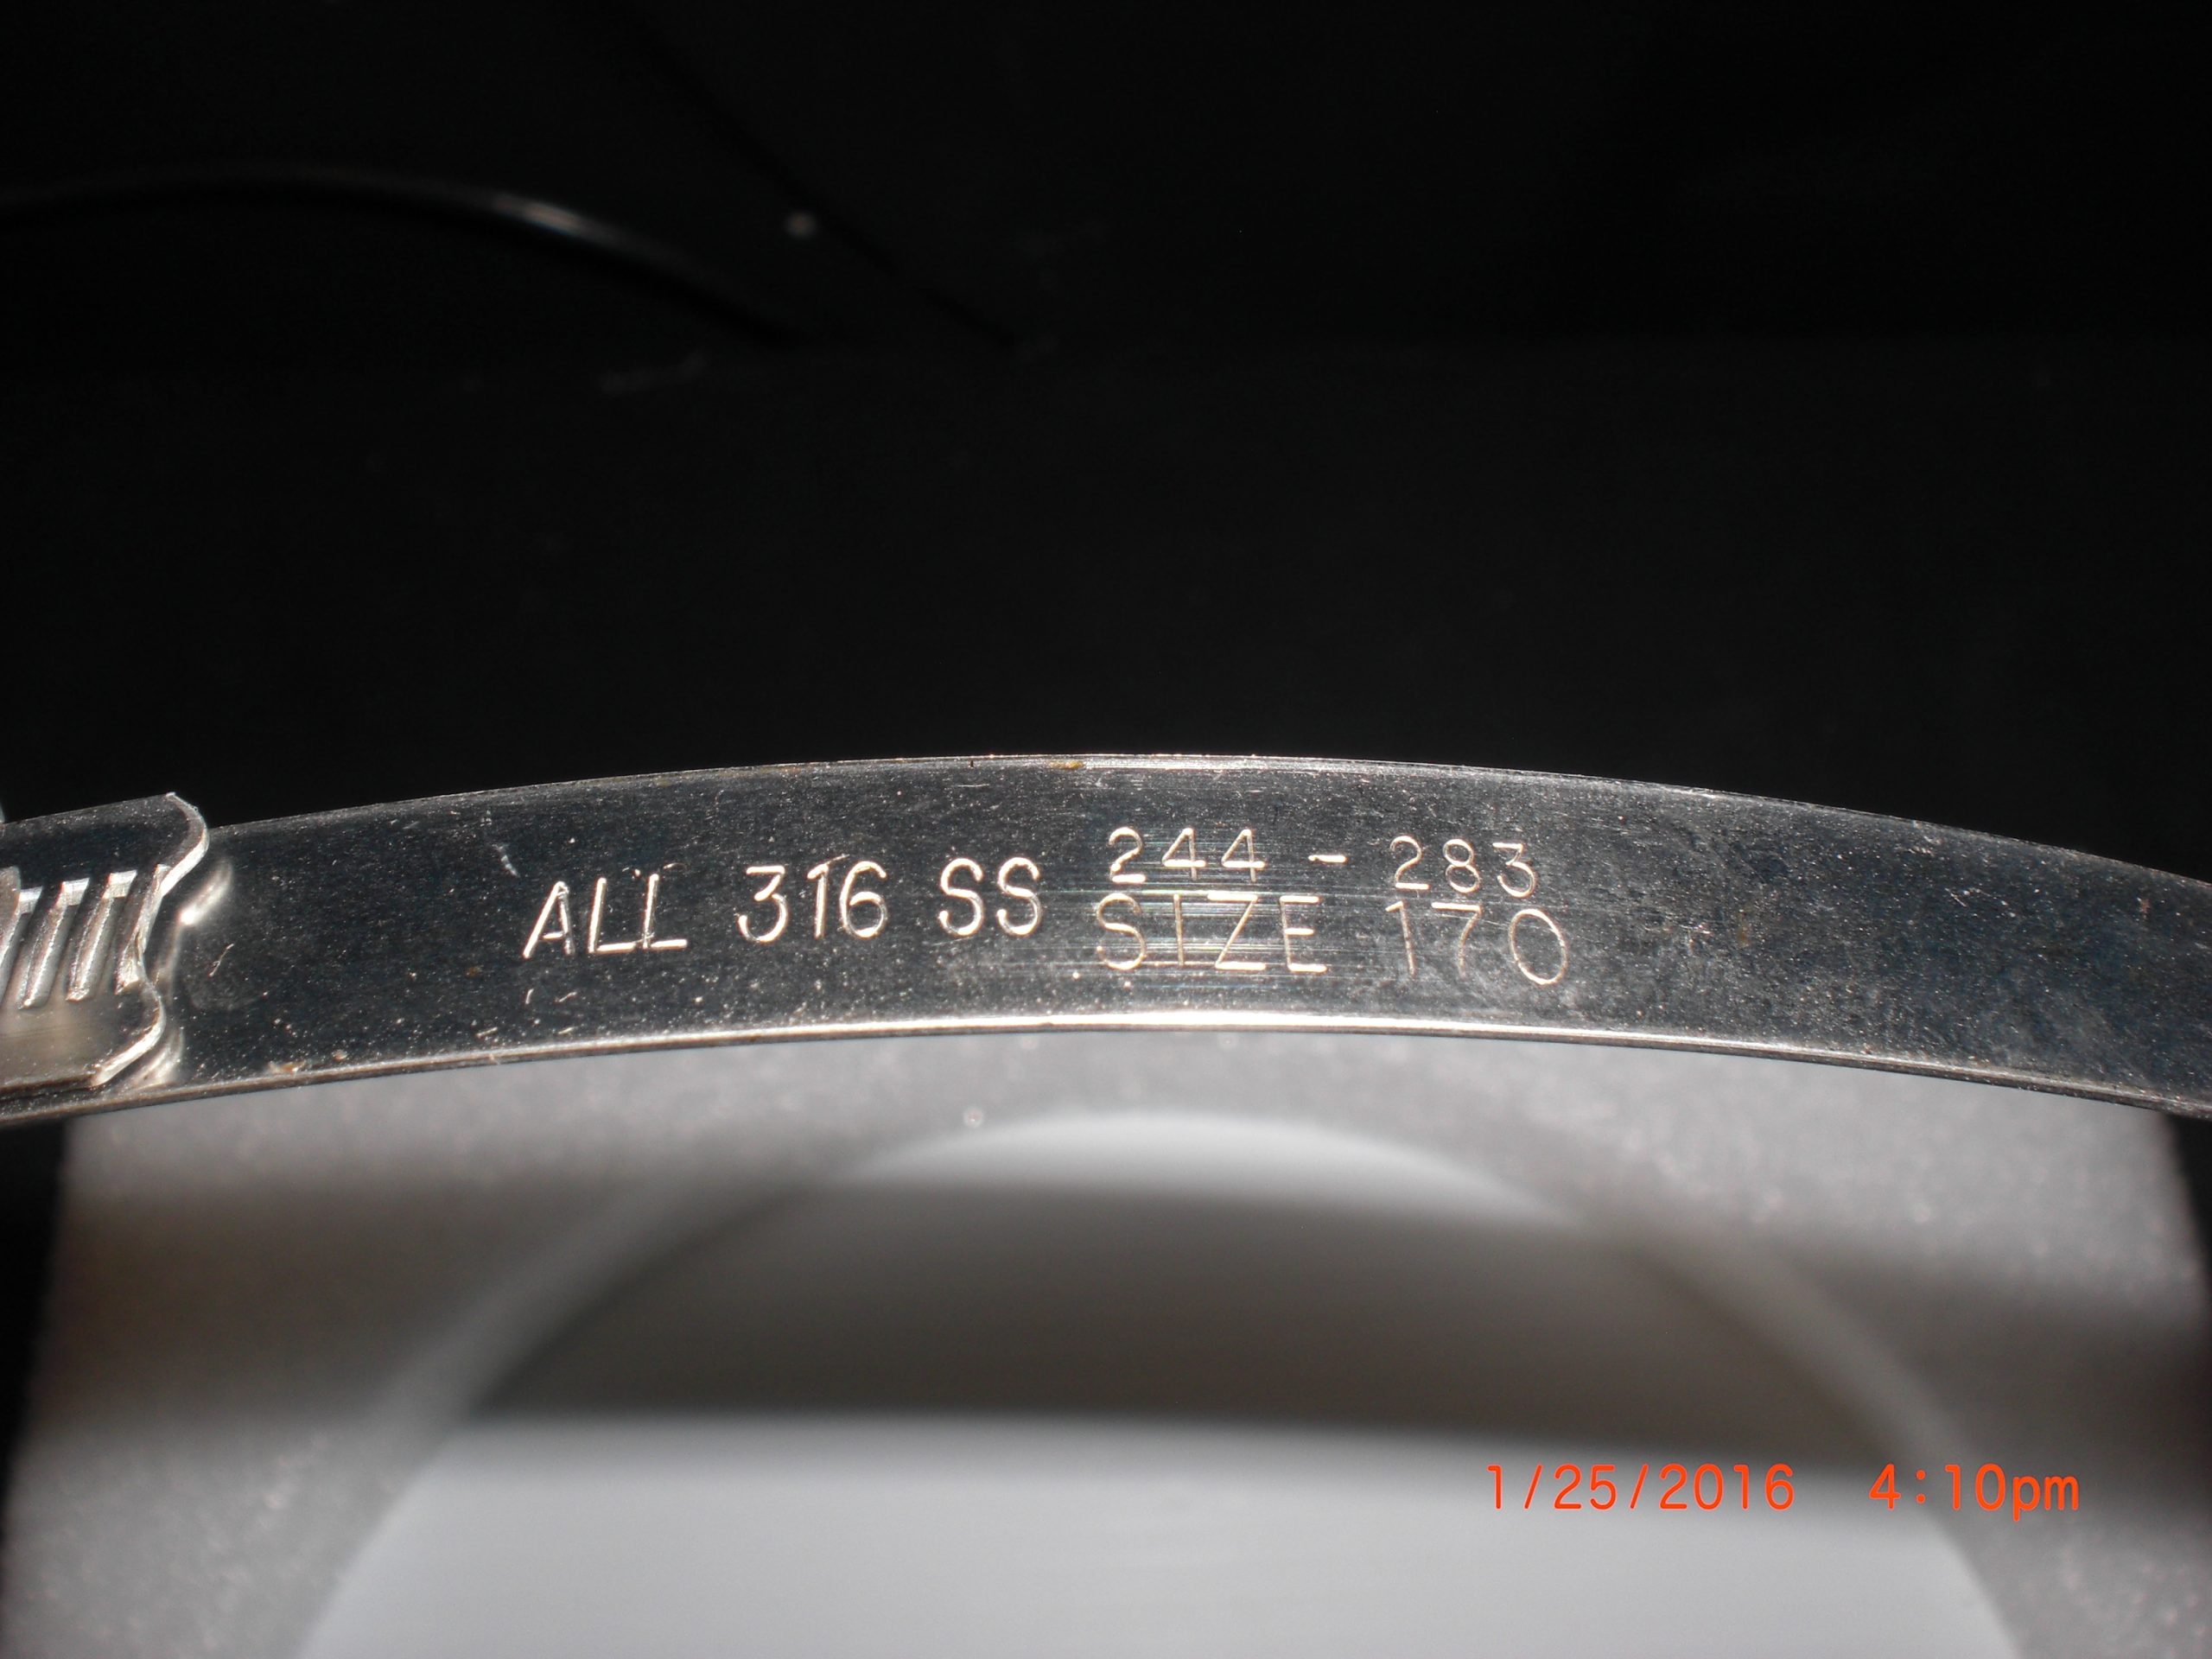 ALL 316 SS
244 - 283
SIZE 170
1/25/2016 4:10pm